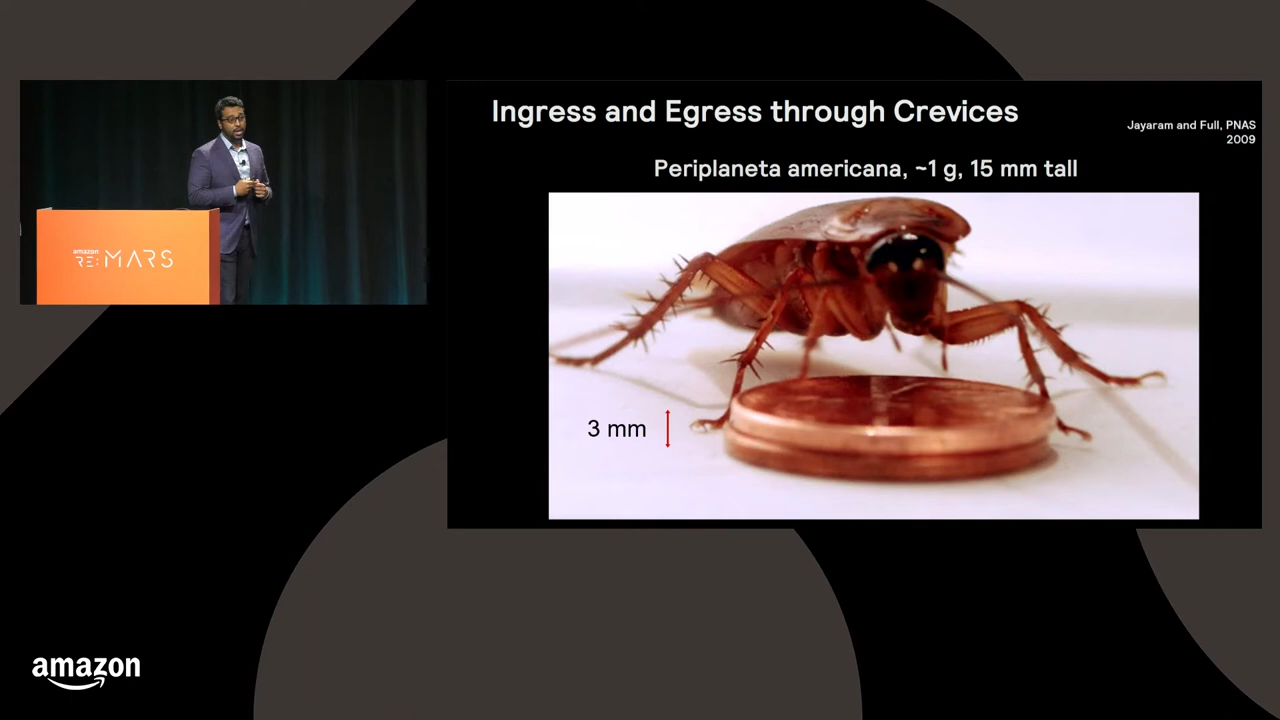 amazon
RE:MARS
Ingress and Egress through Crevices
Jayaram and Full, PNAS
2009
Periplaneta americana, ~1 g, 15 mm tall
3 mm
amazon